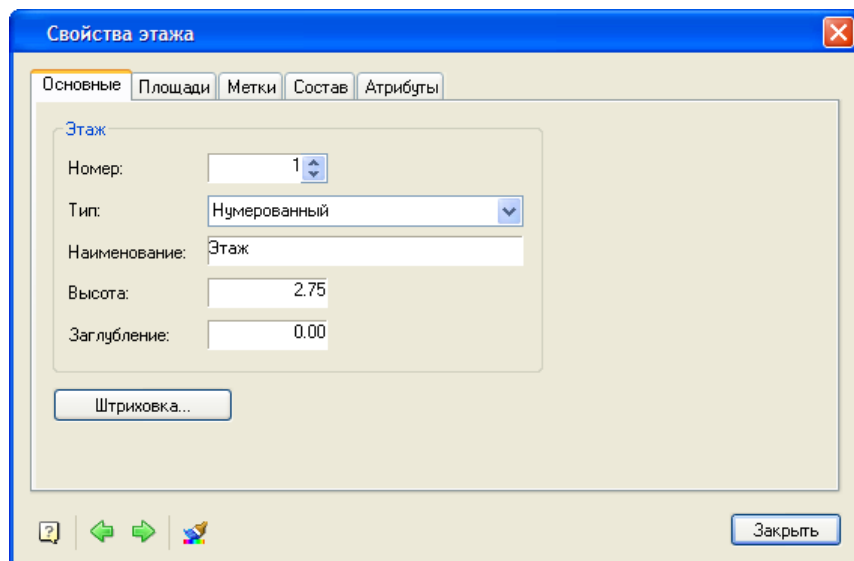 Свойства этажа
Основные Площади Метки Состав Атрибуты
Этаж
Номер: 1
Тип: Нумерованный
Наименование: Этаж
Высота: 2.75
Заглубление: 0.00
Штриховка...
Закрыть